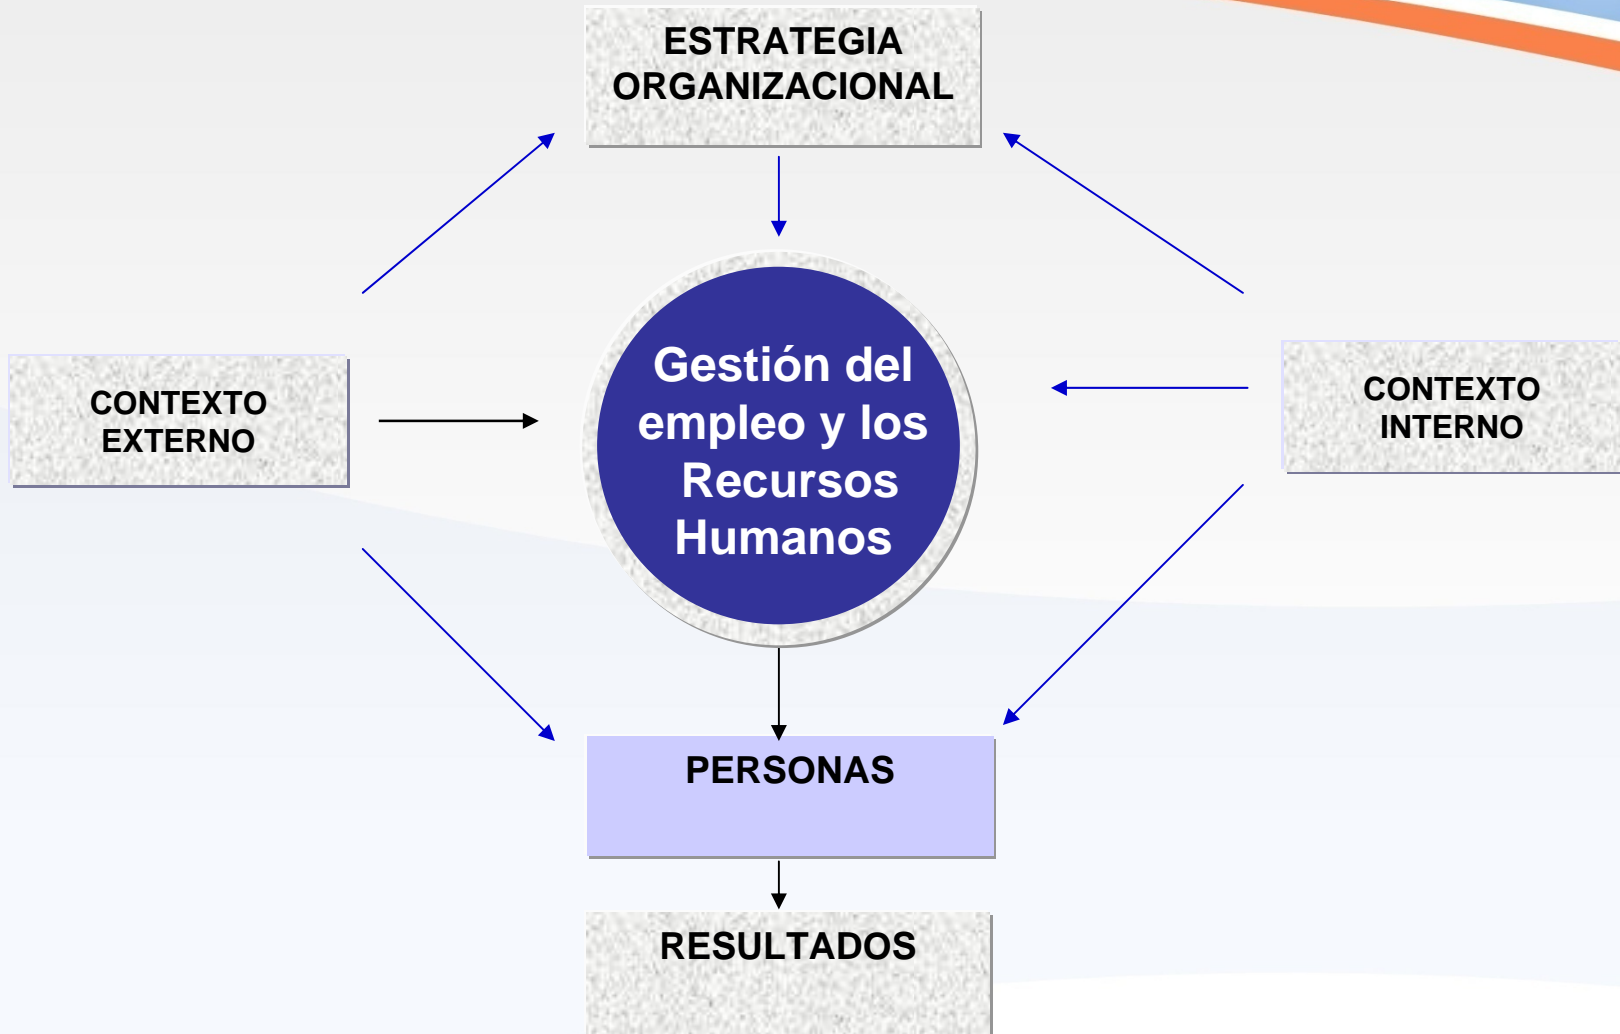 ESTRATEGIA
ORGANIZACIONAL
Gestión del
empleo y los
Recursos
Humanos
CONTEXTO
EXTERNO
CONTEXTO
INTERNO
PERSONAS
RESULTADOS